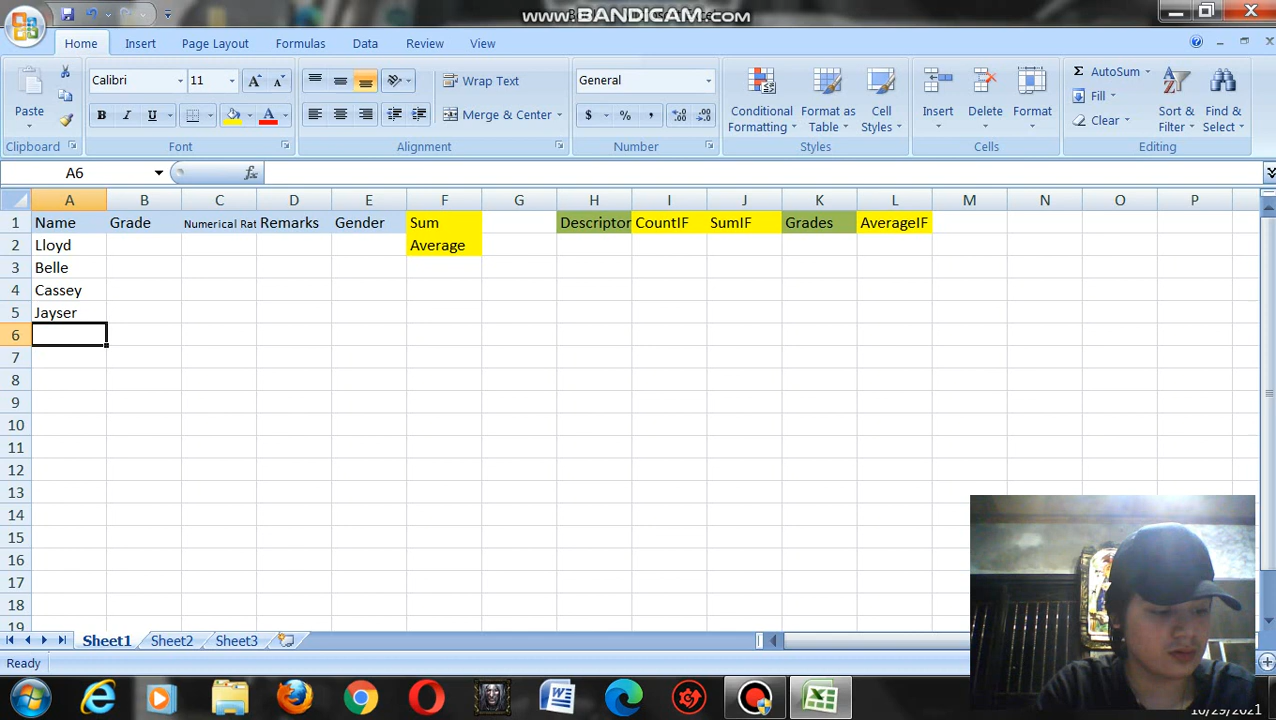 www.BANDICAM.com
Home Insert Page Layout Formulas Data Review View
Calibri 11 Wrap Text General AutoSum
Paste Fill
B I U Merge & Center $ % , Conditional Formatting Format as Table Cell Styles Insert Delete Format Clear Sort & Filter Find & Select
Clipboard Font Alignment Number Styles Cells Editing
A6 fx
A B C D E F G H I J K L M N O P
1 Name Grade Numerical Rat Remarks Gender Sum Descriptor CountIF SumIF Grades AverageIF
2 Lloyd Average
3 Belle
4 Cassey
5 Jayser
6
7
8
9
10
11
12
13
14
15
16
17
18
19
Sheet1 Sheet2 Sheet3
Ready
10/29/2021